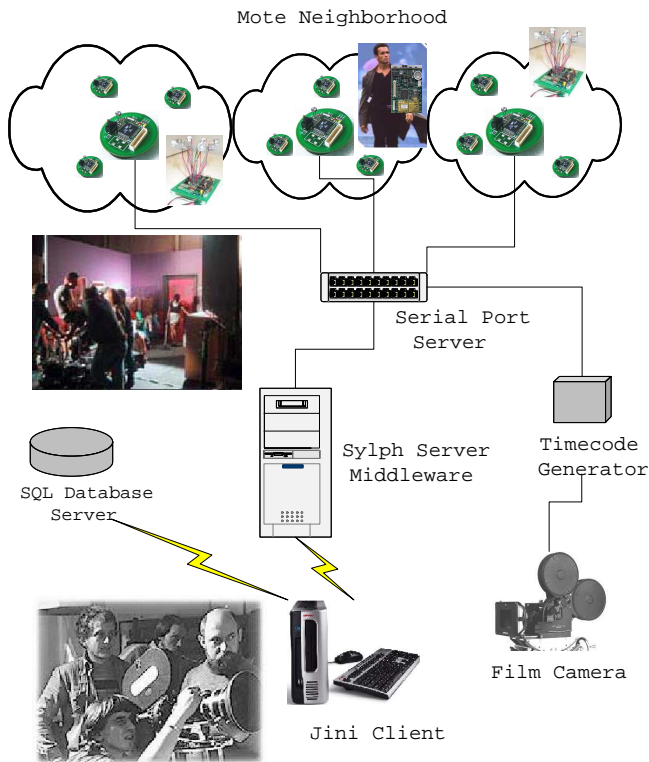 Mote Neighborhood
Serial Port
Server
Sylph Server
Middleware
Timecode
Generator
SQL Database
Server
Film Camera
Jini Client